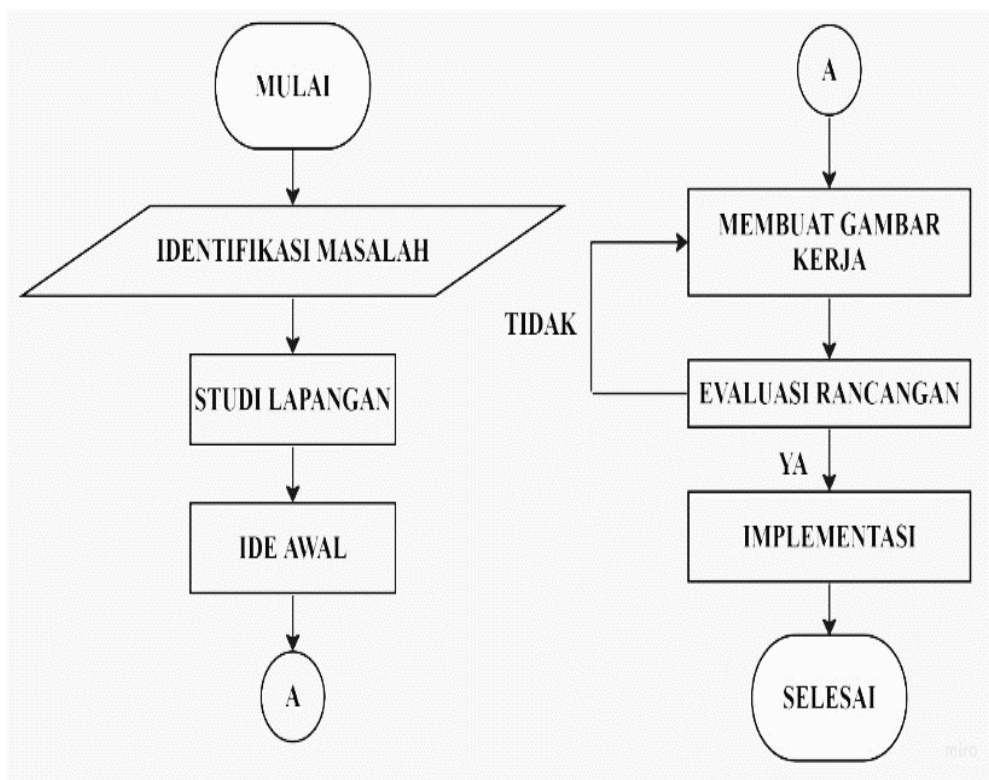 MULAI
IDENTIFIKASI MASALAH
STUDI LAPANGAN
IDE AWAL
A
A
MEMBUAT GAMBAR
KERJA
TIDAK
EVALUASI RANCANGAN
YA
IMPLEMENTASI
SELESAI
miro